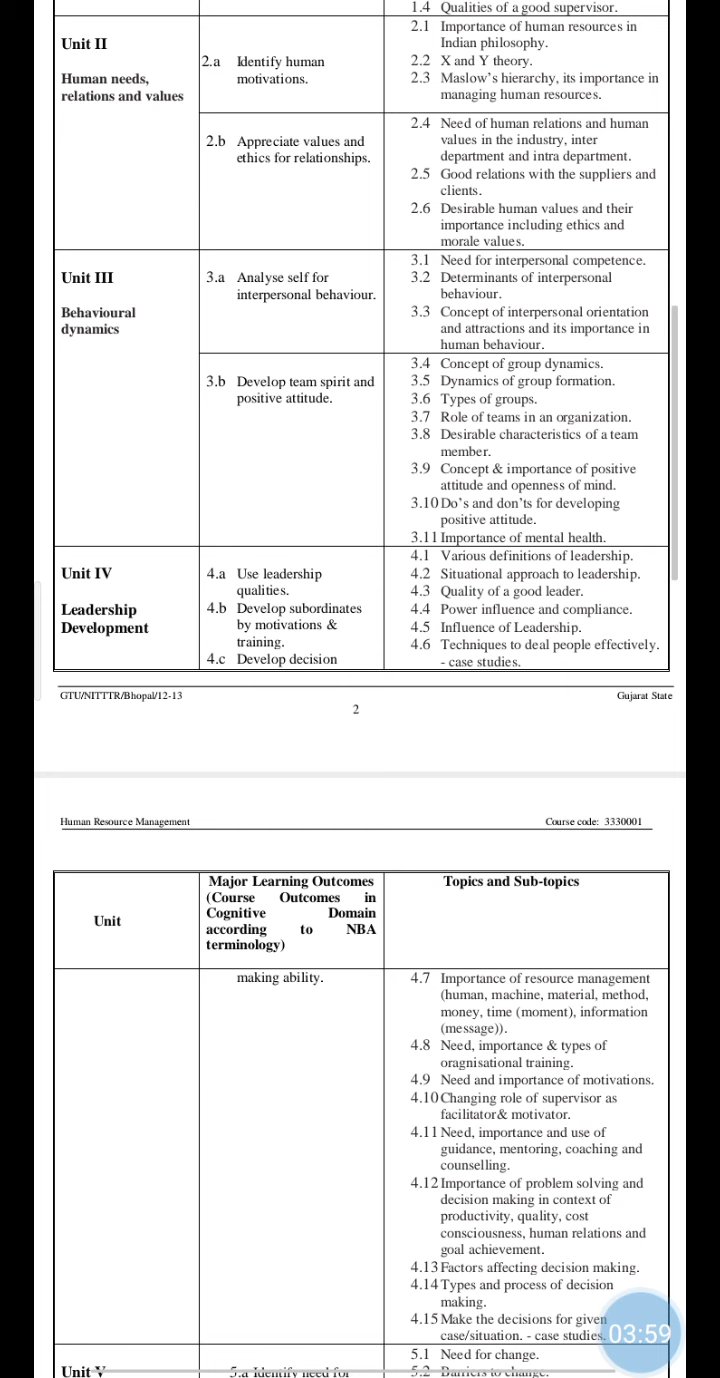 1.4 Qualities of a good supervisor.
Unit II
Human needs,
relations and values
2.a Identify human
motivations.
2.1 Importance of human resources in
Indian philosophy.
2.2 X and Y theory.
2.3 Maslow's hierarchy, its importance in
managing human resources.
2.b Appreciate values and
ethics for relationships.
2.4 Need of human relations and human
values in the industry, inter
department and intra department.
2.5 Good relations with the suppliers and
clients.
2.6 Desirable human values and their
importance including ethics and
morale values.
Unit III
Behavioural
dynamics
3.a Analyse self for
interpersonal behaviour.
3.1 Need for interpersonal competence.
3.2 Determinants of interpersonal
behaviour.
3.3 Concept of interpersonal orientation
and attractions and its importance in
human behaviour.
3.b Develop team spirit and
positive attitude.
3.4 Concept of group dynamics.
3.5 Dynamics of group formation.
3.6 Types of groups.
3.7 Role of teams in an organization.
3.8 Desirable characteristics of a team
member.
3.9 Concept & importance of positive
attitude and openness of mind.
3.10 Do's and don'ts for developing
positive attitude.
3.11 Importance of mental health.
Unit IV
Leadership
Development
4.a Use leadership
qualities.
4.b Develop subordinates
by motivations &
training.
4.c Develop decision
4.1 Various definitions of leadership.
4.2 Situational approach to leadership.
4.3 Quality of a good leader.
4.4 Power influence and compliance.
4.5 Influence of Leadership.
4.6 Techniques to deal people effectively.
- case studies.
GTU/NITTTR/Bhopal/12-13
Gujarat State
2
Human Resource Management
Course code: 3330001
Unit
Major Learning Outcomes
(Course Outcomes in
Cognitive Domain
according to NBA
terminology)
Topics and Sub-topics
making ability.
4.7 Importance of resource management
(human, machine, material, method,
money, time (moment), information
(message)).
4.8 Need, importance & types of
oragnisational training.
4.9 Need and importance of motivations.
4.10 Changing role of supervisor as
facilitator& motivator.
4.11 Need, importance and use of
guidance, mentoring, coaching and
counselling.
4.12 Importance of problem solving and
decision making in context of
productivity, quality, cost
consciousness, human relations and
goal achievement.
4.13 Factors affecting decision making.
4.14 Types and process of decision
making.
4.15 Make the decisions for given
case/situation. - case studies.
03:59
Unit V
5.a Identify need for
5.1 Need for change.
5.2 Barriers to change.